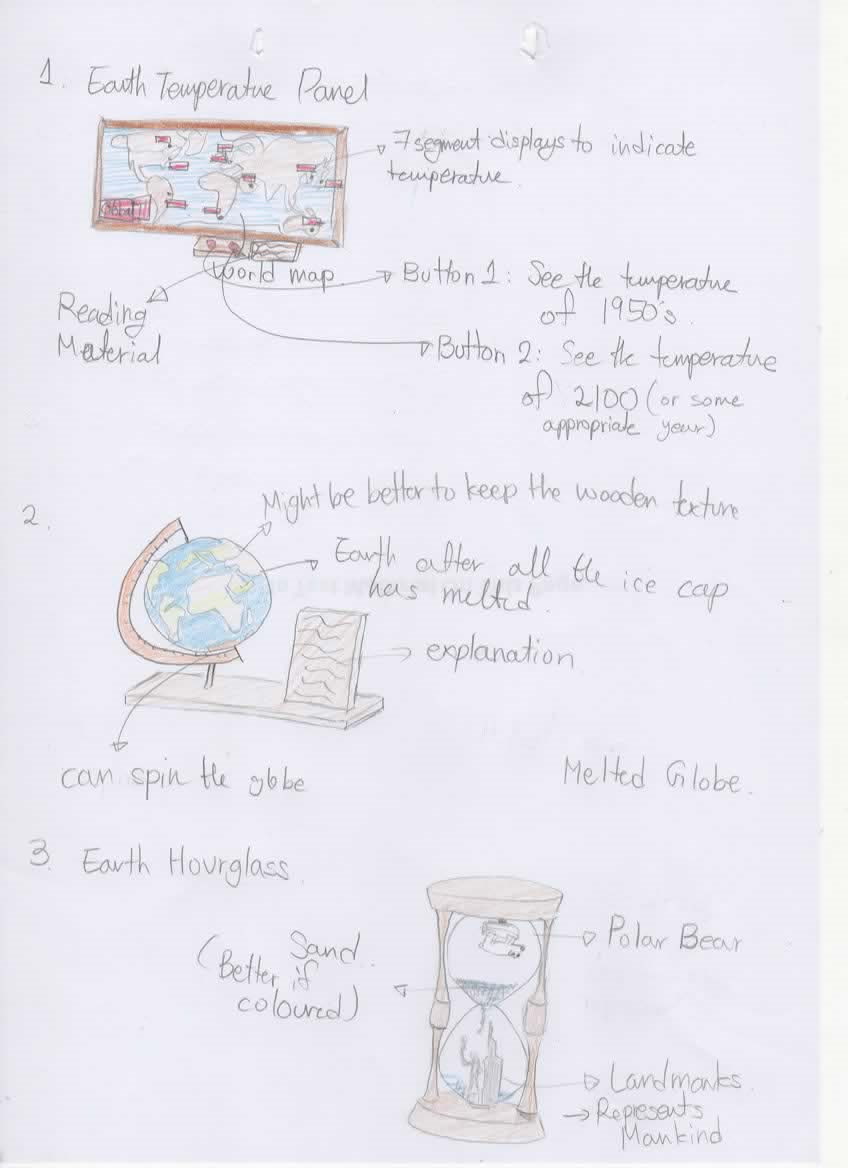 1. Earth Temperature Panel
7 segment displays to indicate
temperature.
World map
Button 1: See the temperature
of 1950's.
Reading
Material
Button 2: See the temperature
of 2100 (or some
appropriate year)
2.
Might be better to keep the wooden texture
Earth after all the ice cap
has melted.
explanation
can spin the globe
Melted Globe.
3. Earth Hourglass.
Sand.
(Better if
coloured)
Polar Bear
Landmarks.
→ Represents
Mankind